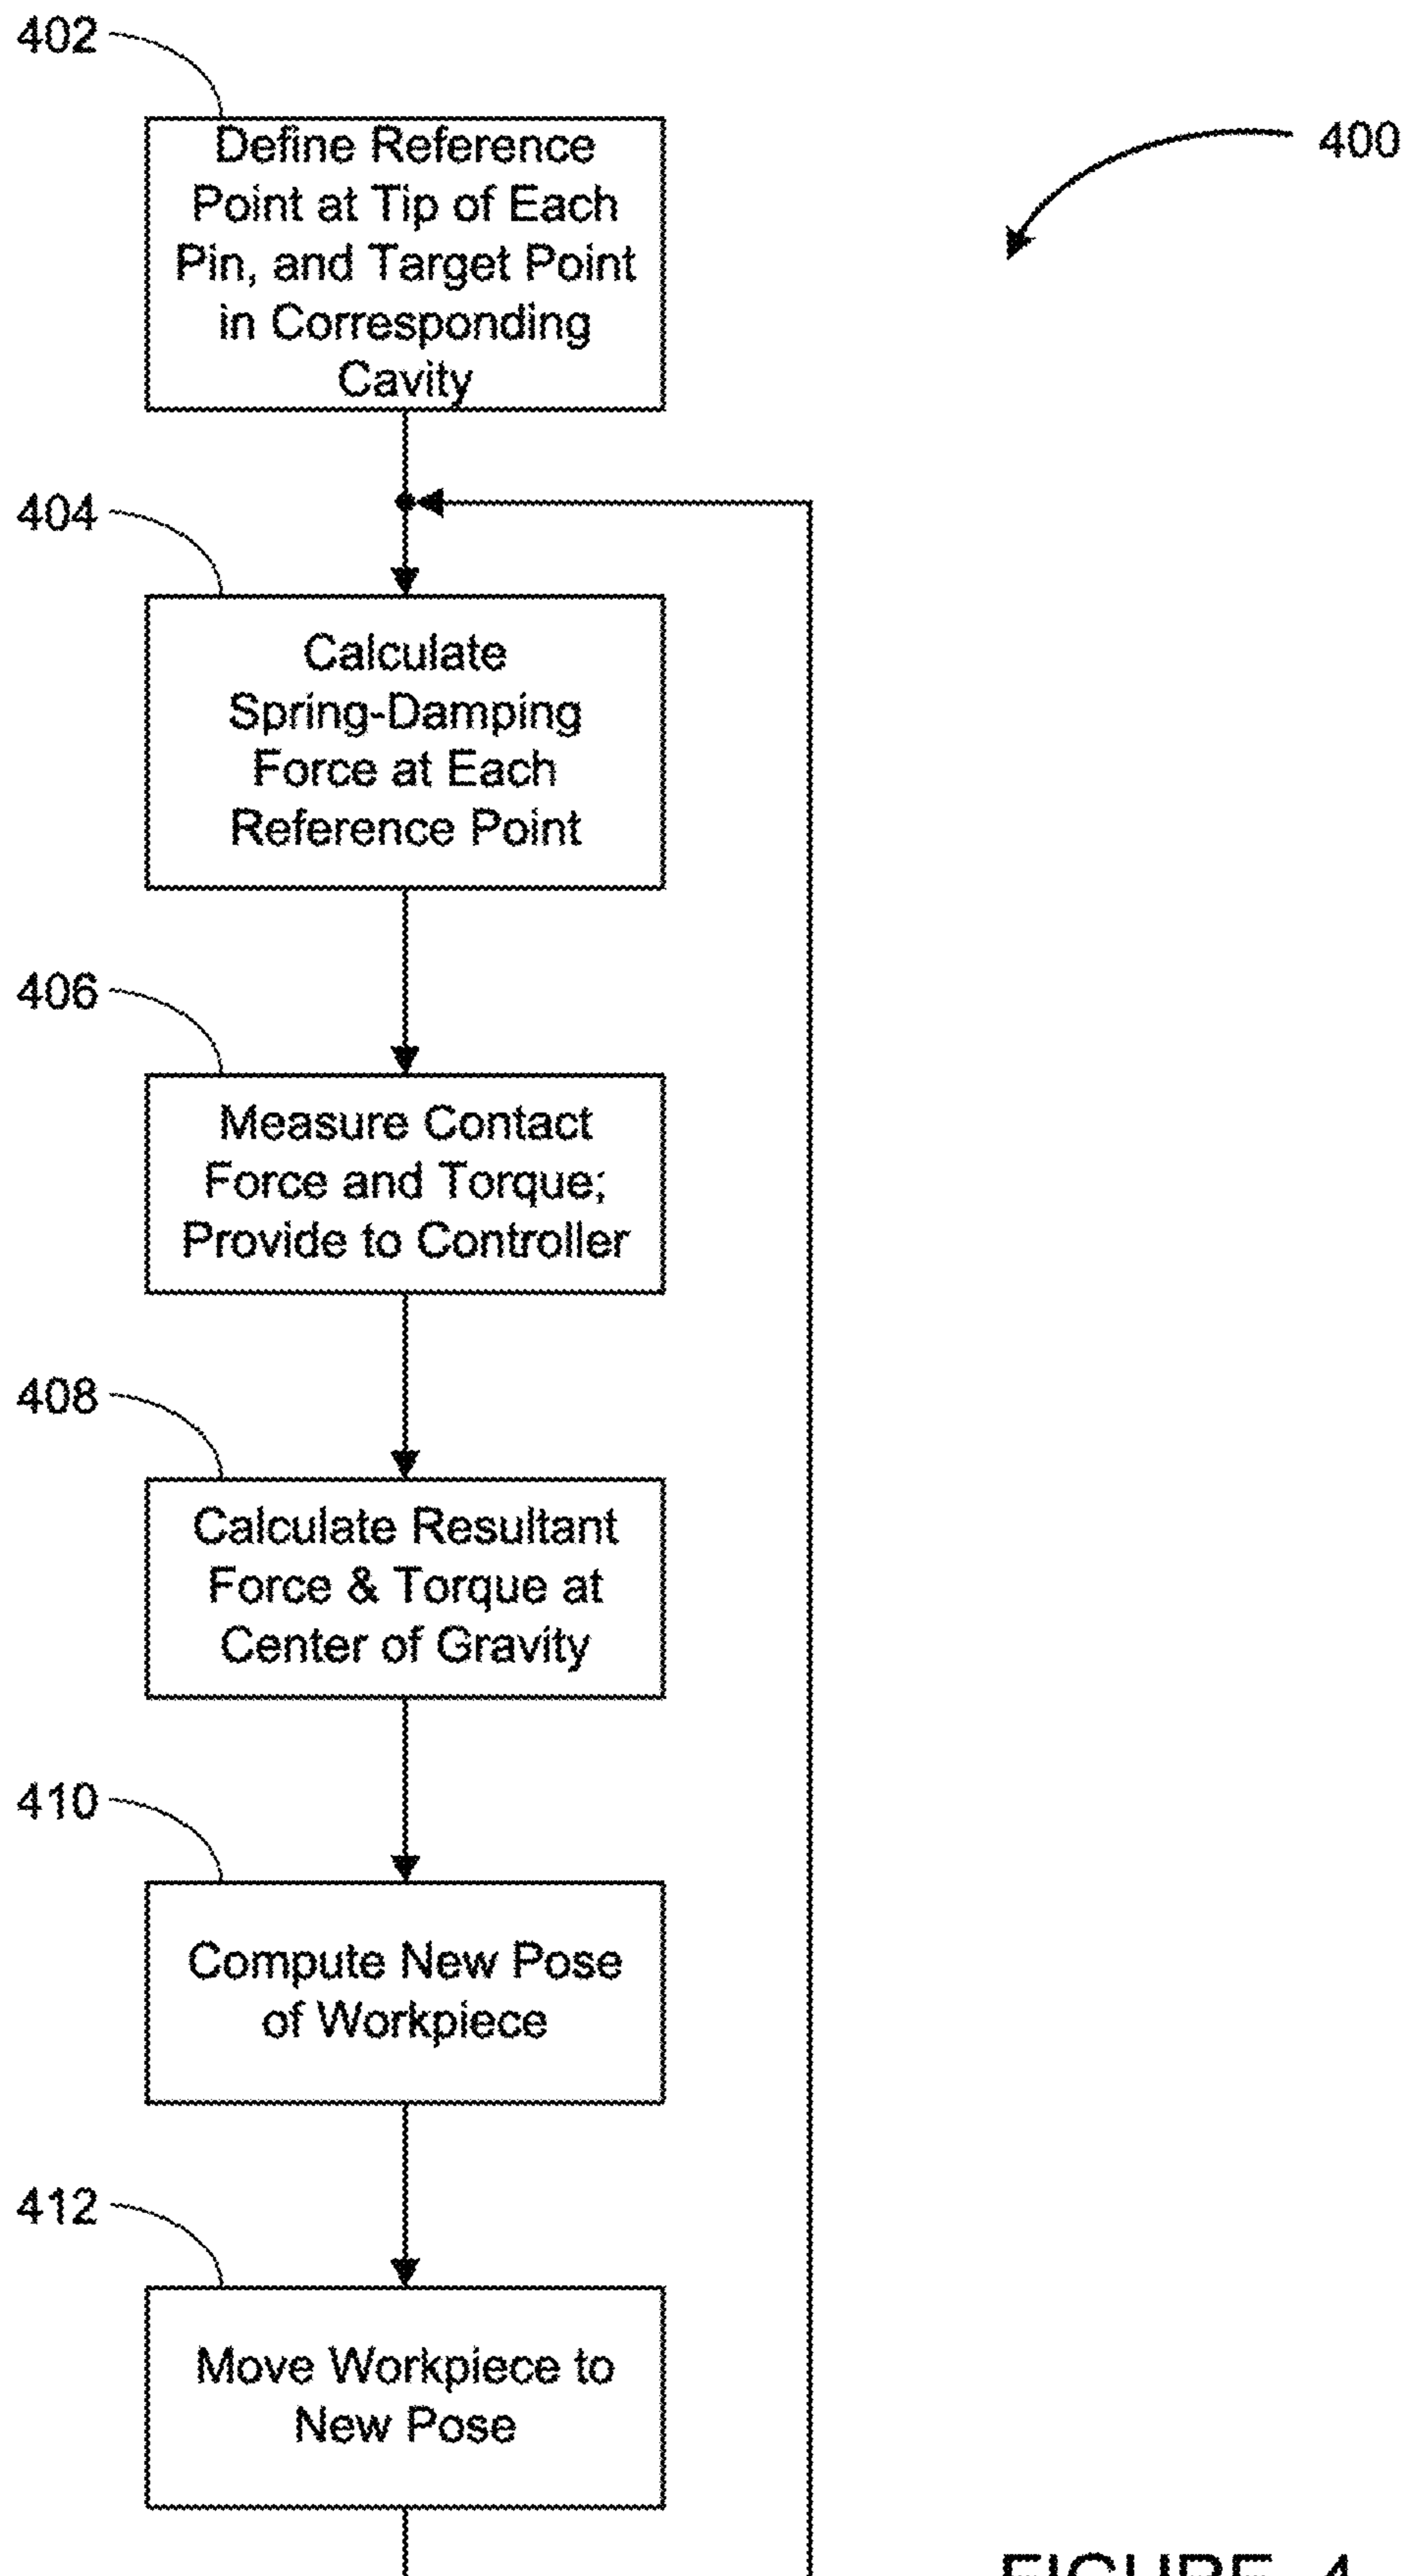 402
400
Define Reference
Point at Tip of Each
Pin, and Target Point
in Corresponding
Cavity
404
Calculate
Spring-Damping
Force at Each
Reference Point
406
Measure Contact
Force and Torque;
Provide to Controller
408
Calculate Resultant
Force & Torque at
Center of Gravity
410
Compute New Pose
of Workpiece
412
Move Workpiece to
New Pose
FIGURE 4